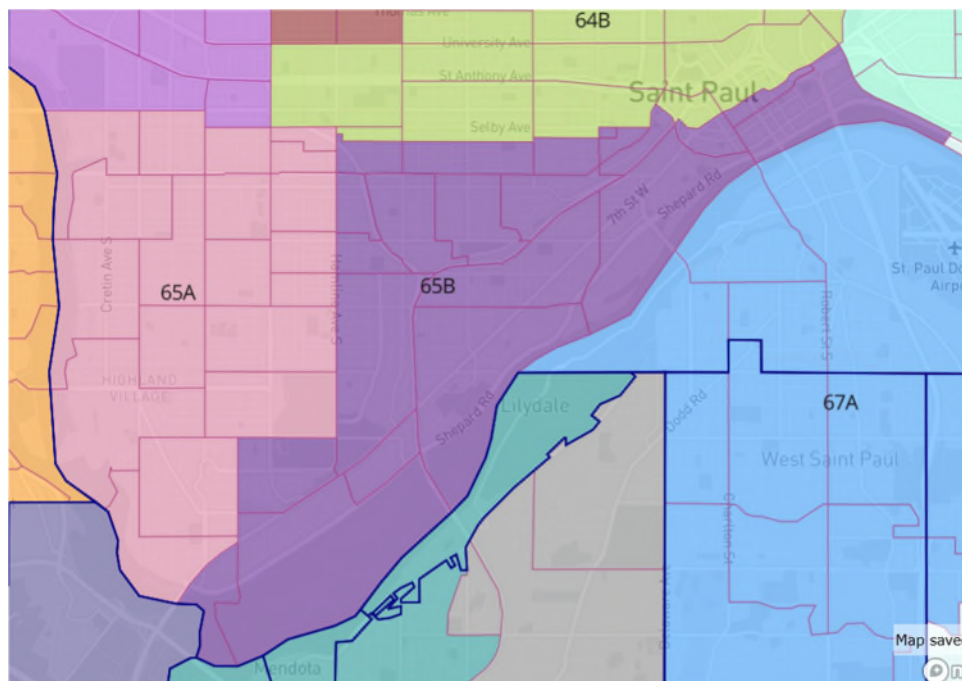 Thomas Ave
64B
University Ave
St Anthony Ave
Saint Paul
Selby Ave
7th St W
Shepard Rd
Cretin Ave S
St. Paul Do
Airp
65A
65B
Hamline Ave S
Robert St S
HIGHLAND
VILLAGE
Lilydale
Dodd Rd
67A
Shepard Rd
West Saint Paul
Charlton St
Map save
Mendota